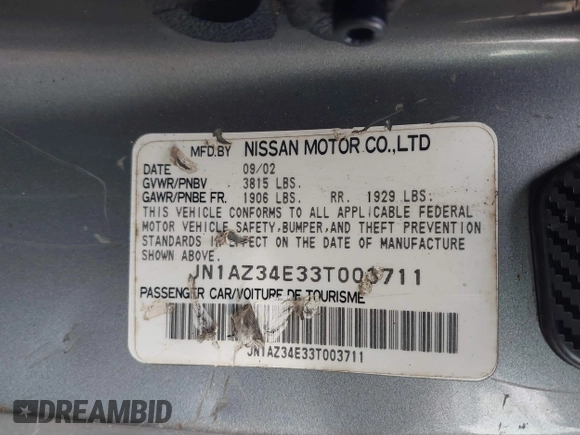 MFD.BY NISSAN MOTOR CO.,LTD
DATE 09/02
GVWR/PNBV 3815 LBS.
GAWR/PNBE FR. 1906 LBS. RR. 1929 LBS.
THIS VEHICLE CONFORMS TO ALL APPLICABLE FEDERAL
MOTOR VEHICLE SAFETY,BUMPER,AND THEFT PREVENTION
STANDARDS IN EFFECT ON THE DATE OF MANUFACTURE
SHOWN ABOVE.
JN1AZ34E33T003711
PASSENGER CAR/VOITURE DE TOURISME
JN1AZ34E33T003711
DREAMBID